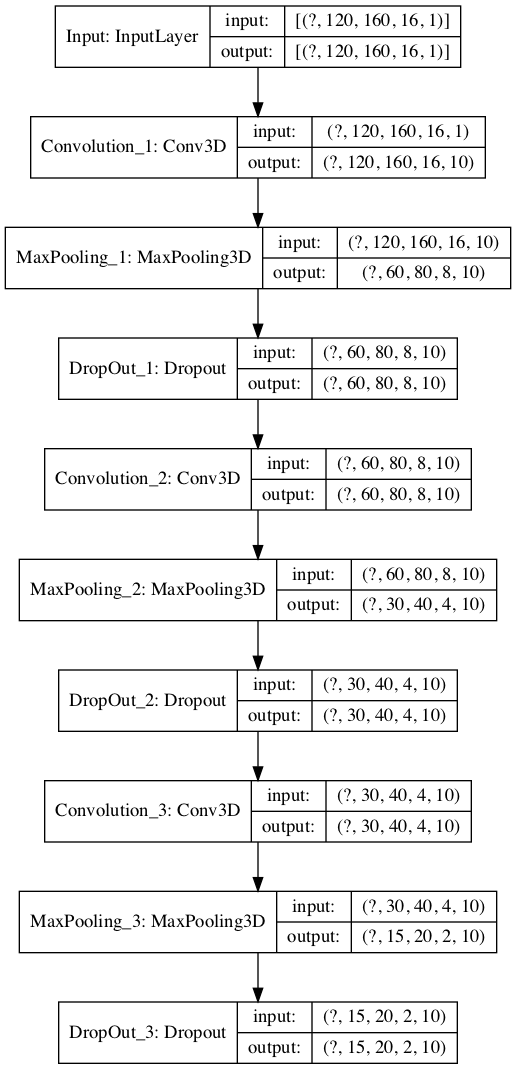 Input: InputLayer
input: [(?, 120, 160, 16, 1)]
output: [(?, 120, 160, 16, 1)]
Convolution_1: Conv3D
input: (?, 120, 160, 16, 1)
output: (?, 120, 160, 16, 10)
MaxPooling_1: MaxPooling3D
input: (?, 120, 160, 16, 10)
output: (?, 60, 80, 8, 10)
DropOut_1: Dropout
input: (?, 60, 80, 8, 10)
output: (?, 60, 80, 8, 10)
Convolution_2: Conv3D
input: (?, 60, 80, 8, 10)
output: (?, 60, 80, 8, 10)
MaxPooling_2: MaxPooling3D
input: (?, 60, 80, 8, 10)
output: (?, 30, 40, 4, 10)
DropOut_2: Dropout
input: (?, 30, 40, 4, 10)
output: (?, 30, 40, 4, 10)
Convolution_3: Conv3D
input: (?, 30, 40, 4, 10)
output: (?, 30, 40, 4, 10)
MaxPooling_3: MaxPooling3D
input: (?, 30, 40, 4, 10)
output: (?, 15, 20, 2, 10)
DropOut_3: Dropout
input: (?, 15, 20, 2, 10)
output: (?, 15, 20, 2, 10)